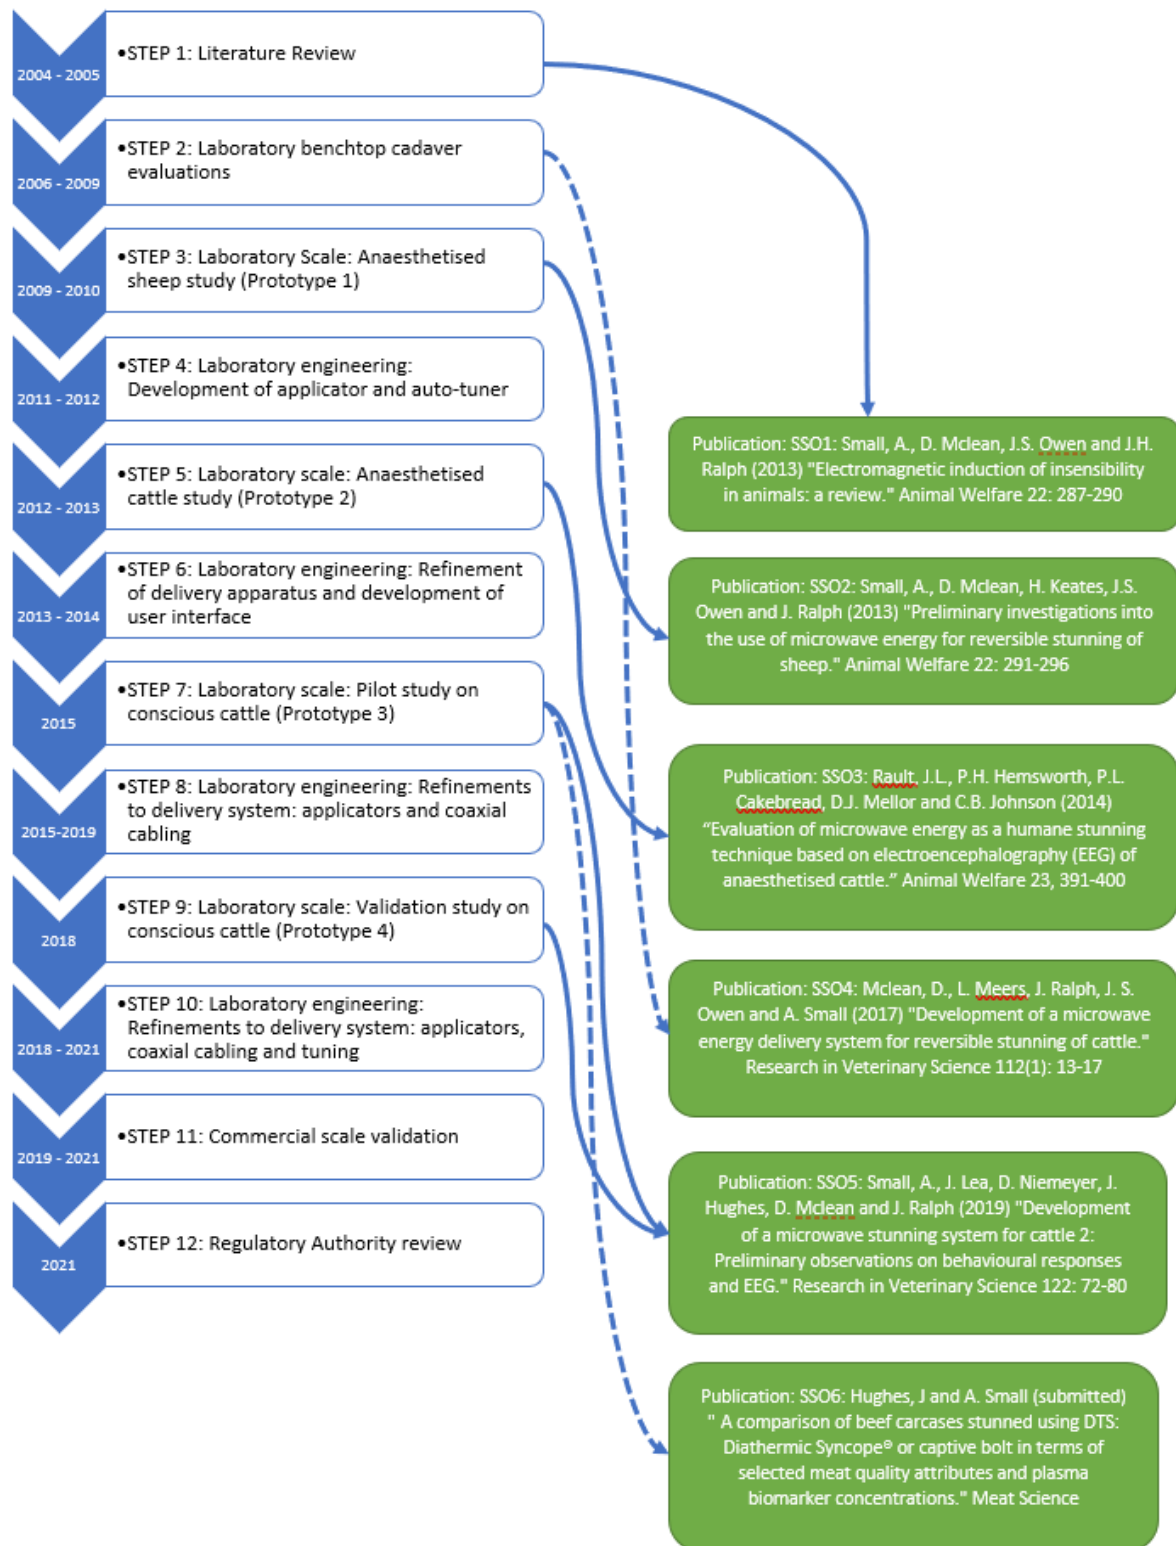 2004 - 2005
•STEP 1: Literature Review
2006 - 2009
•STEP 2: Laboratory benchtop cadaver
evaluations
2009 - 2010
•STEP 3: Laboratory Scale: Anaesthetised
sheep study (Prototype 1)
2011 - 2012
•STEP 4: Laboratory engineering:
Development of applicator and auto-tuner
2012 - 2013
•STEP 5: Laboratory scale: Anaesthetised
cattle study (Prototype 2)
2013 - 2014
•STEP 6: Laboratory engineering: Refinement
of delivery apparatus and development of
user interface
2015
•STEP 7: Laboratory scale: Pilot study on
conscious cattle (Prototype 3)
2015-2019
•STEP 8: Laboratory engineering: Refinements
to delivery system: applicators and coaxial
cabling
2018
•STEP 9: Laboratory scale: Validation study on
conscious cattle (Prototype 4)
2018 - 2021
•STEP 10: Laboratory engineering:
Refinements to delivery system: applicators,
coaxial cabling and tuning
2019 - 2021
•STEP 11: Commercial scale validation
2021
•STEP 12: Regulatory Authority review
Publication: SSO1: Small, A., D. Mclean, J.S. Owen and J.H.
Ralph (2013) "Electromagnetic induction of insensibility
in animals: a review." Animal Welfare 22: 287-290
Publication: SSO2: Small, A., D. Mclean, H. Keates, J.S.
Owen and J. Ralph (2013) "Preliminary investigations into
the use of microwave energy for reversible stunning of
sheep." Animal Welfare 22: 291-296
Publication: SSO3: Rault, J.L., P.H. Hemsworth, P.L.
Cakebread, D.J. Mellor and C.B. Johnson (2014)
“Evaluation of microwave energy as a humane stunning
technique based on electroencephalography (EEG) of
anaesthetised cattle.” Animal Welfare 23, 391-400
Publication: SSO4: Mclean, D., L. Meers, J. Ralph, J. S.
Owen and A. Small (2017) "Development of a microwave
energy delivery system for reversible stunning of cattle."
Research in Veterinary Science 112(1): 13-17
Publication: SSO5: Small, A., J. Lea, D. Niemeyer, J.
Hughes, D. Mclean and J. Ralph (2019) "Development
of a microwave stunning system for cattle 2:
Preliminary observations on behavioural responses
and EEG." Research in Veterinary Science 122: 72-80
Publication: SSO6: Hughes, J and A. Small (submitted)
" A comparison of beef carcases stunned using DTS:
Diathermic Syncope® or captive bolt in terms of
selected meat quality attributes and plasma
biomarker concentrations." Meat Science